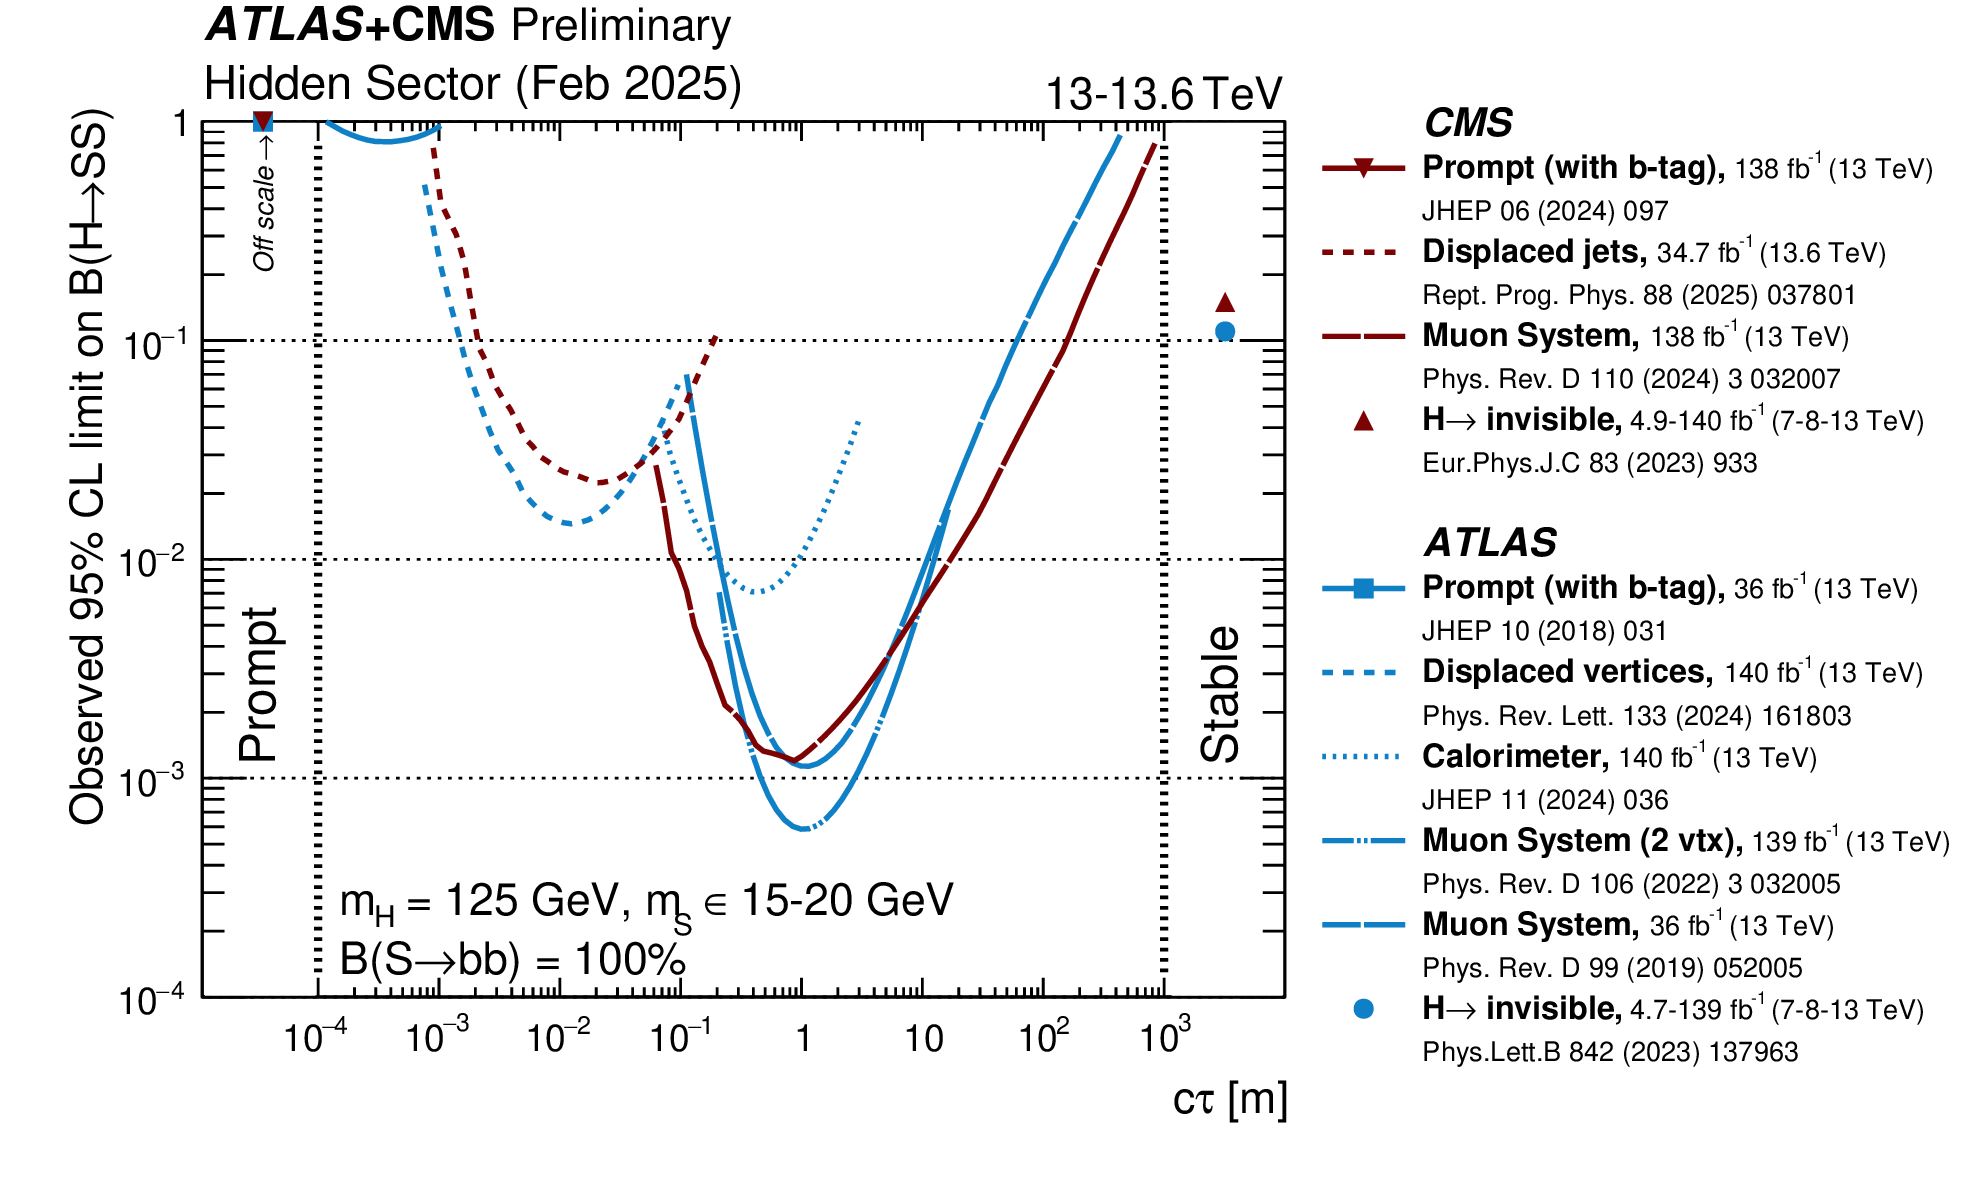 ATLAS+CMS Preliminary
Hidden Sector (Feb 2025)
13-13.6 TeV
Observed 95% CL limit on B(H→SS)
1
10⁻¹
10⁻²
10⁻³
10⁻⁴
Off scale→
Prompt
Stable
m_H = 125 GeV, m_S ∈ 15-20 GeV
B(S→bb) = 100%
10⁻⁴ 10⁻³ 10⁻² 10⁻¹ 1 10 10² 10³
cτ [m]
CMS
Prompt (with b-tag), 138 fb⁻¹ (13 TeV)
JHEP 06 (2024) 097
Displaced jets, 34.7 fb⁻¹ (13.6 TeV)
Rept. Prog. Phys. 88 (2025) 037801
Muon System, 138 fb⁻¹ (13 TeV)
Phys. Rev. D 110 (2024) 3 032007
H→ invisible, 4.9-140 fb⁻¹ (7-8-13 TeV)
Eur.Phys.J.C 83 (2023) 933
ATLAS
Prompt (with b-tag), 36 fb⁻¹ (13 TeV)
JHEP 10 (2018) 031
Displaced vertices, 140 fb⁻¹ (13 TeV)
Phys. Rev. Lett. 133 (2024) 161803
Calorimeter, 140 fb⁻¹ (13 TeV)
JHEP 11 (2024) 036
Muon System (2 vtx), 139 fb⁻¹ (13 TeV)
Phys. Rev. D 106 (2022) 3 032005
Muon System, 36 fb⁻¹ (13 TeV)
Phys. Rev. D 99 (2019) 052005
H→ invisible, 4.7-139 fb⁻¹ (7-8-13 TeV)
Phys.Lett.B 842 (2023) 137963